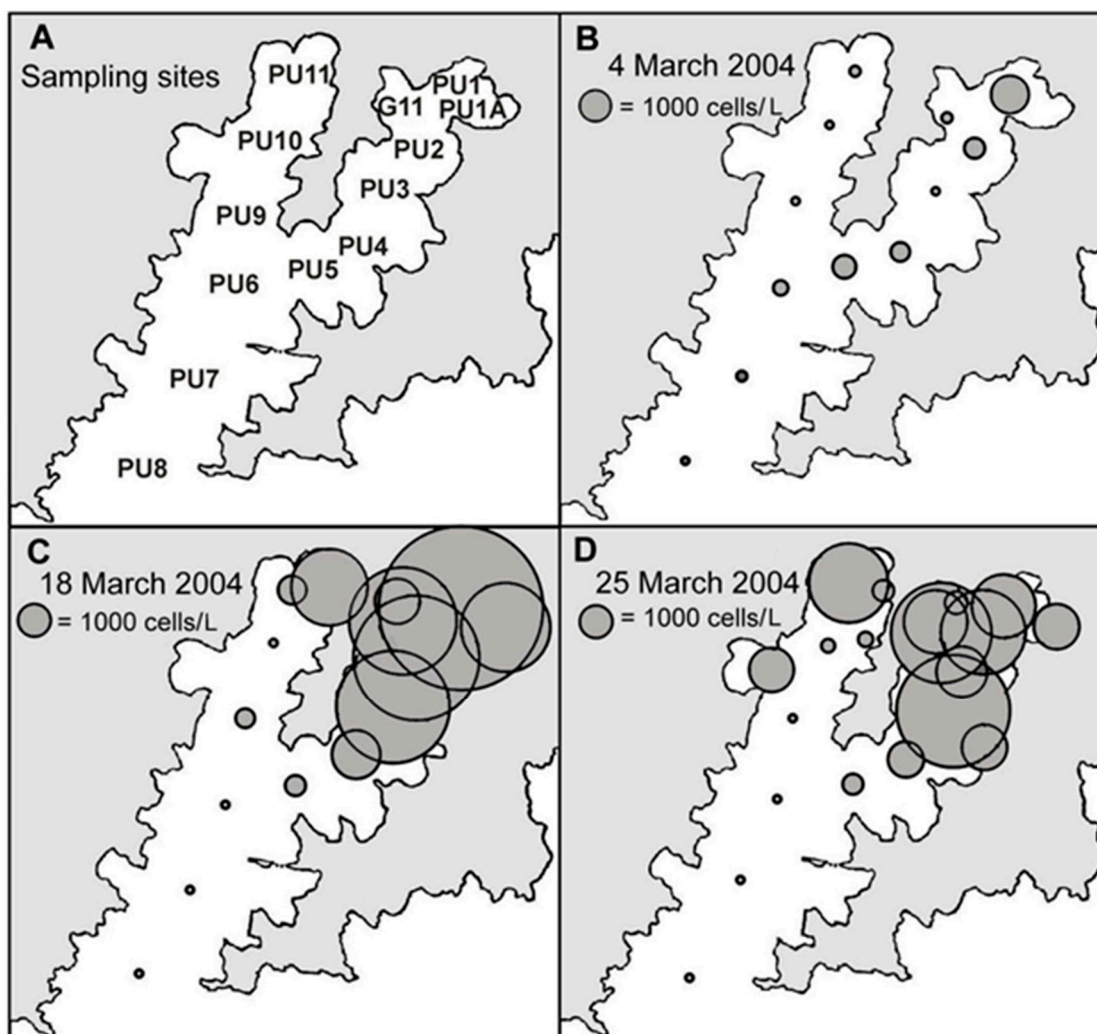 A
Sampling sites
PU11
PU1
G11 PU1A
PU10
PU2
PU3
PU9
PU4
PU5
PU6
PU7
PU8
B
4 March 2004
= 1000 cells/L
C
18 March 2004
= 1000 cells/L
D
25 March 2004
= 1000 cells/L